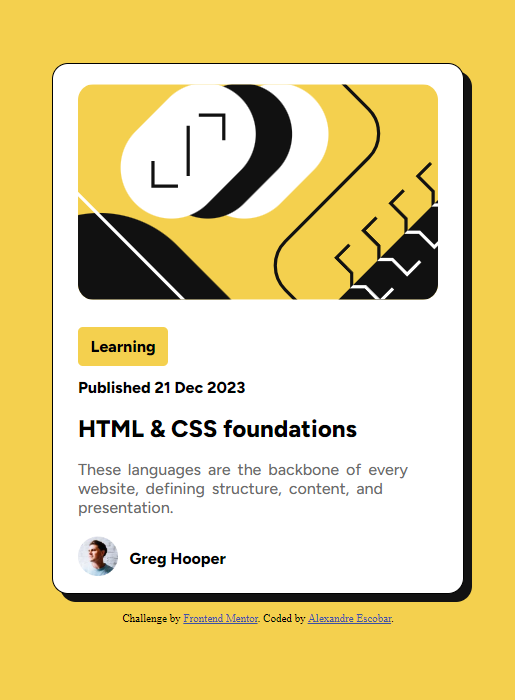 Learning
Published 21 Dec 2023
HTML & CSS foundations
These languages are the backbone of every
website, defining structure, content, and
presentation.
Greg Hooper
Challenge by Frontend Mentor. Coded by Alexandre Escobar.